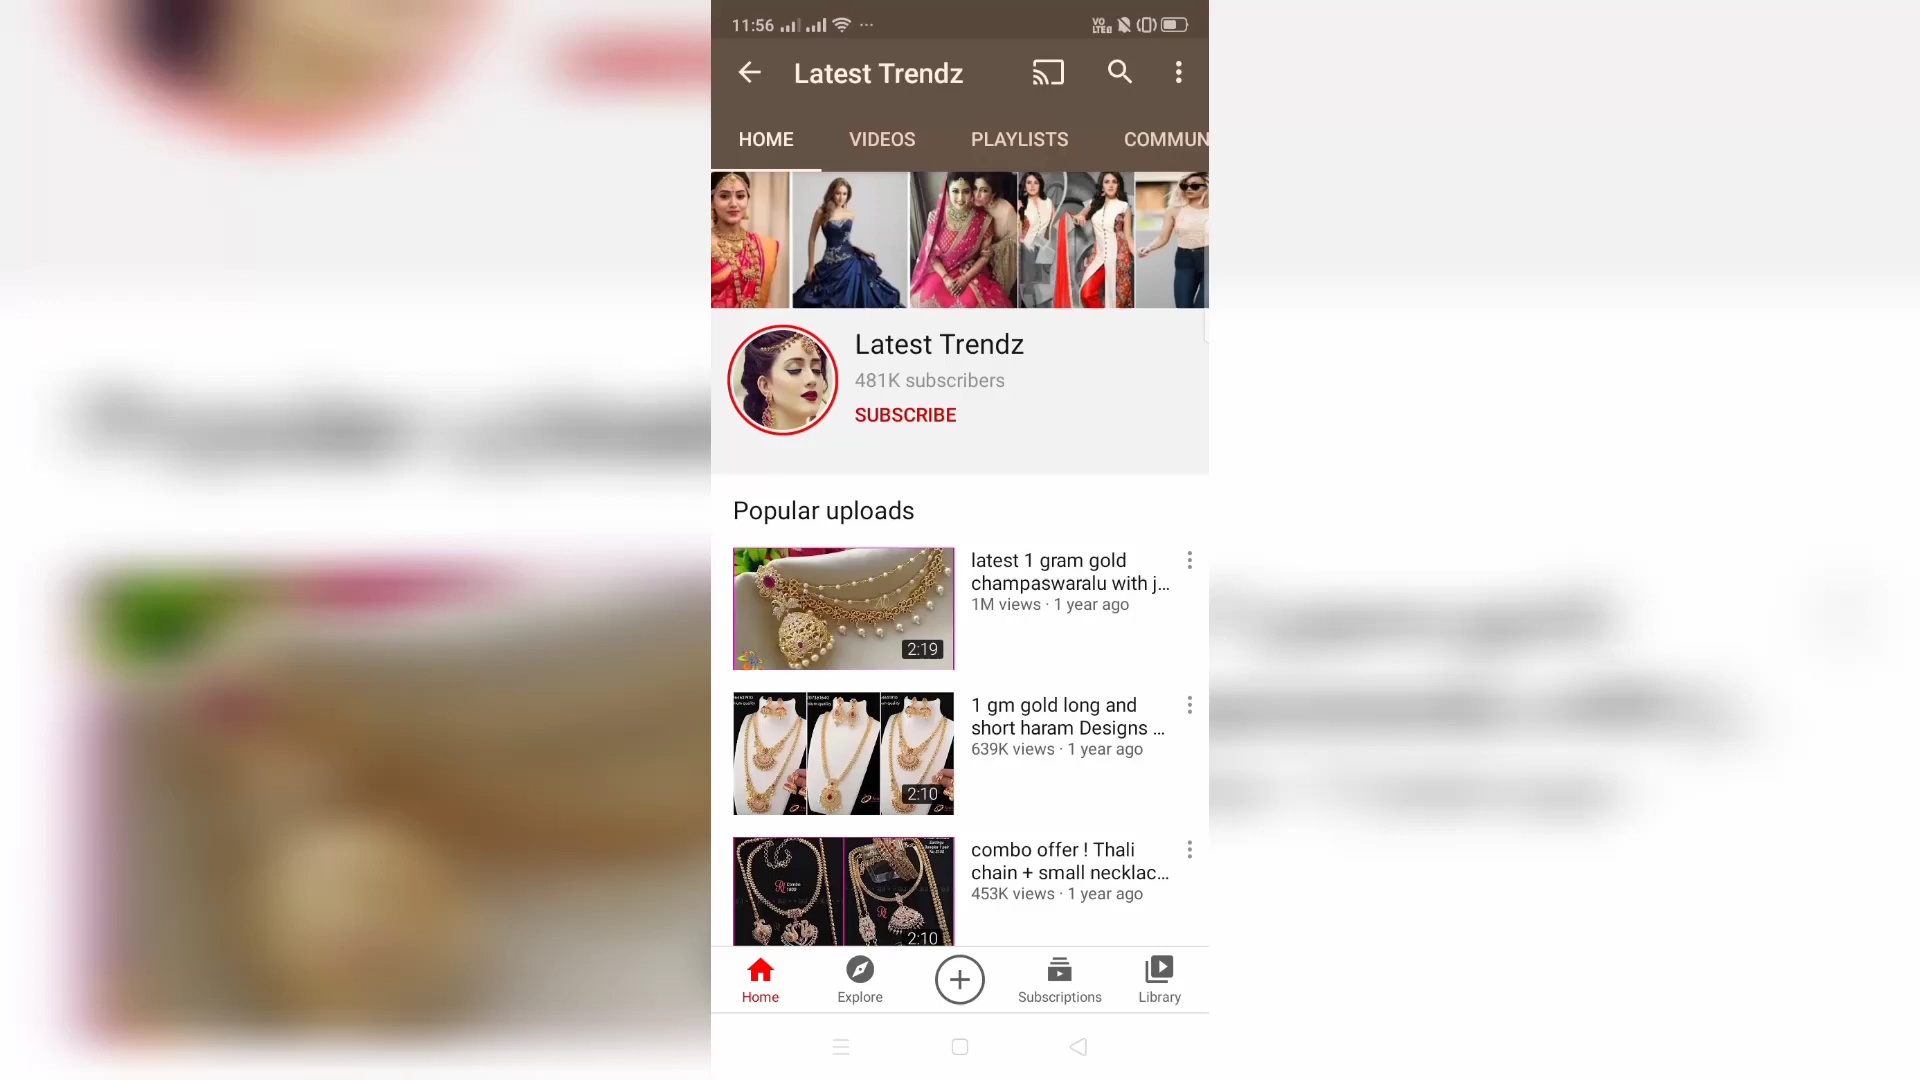 11:56
VO LTE
Latest Trendz
HOME VIDEOS PLAYLISTS COMMUN
Latest Trendz
481K subscribers
SUBSCRIBE
Popular uploads
latest 1 gram gold
champaswaralu with j...
1M views · 1 year ago
2:19
1 gm gold long and
short haram Designs ...
639K views · 1 year ago
2:10
combo offer ! Thali
chain + small necklac...
453K views · 1 year ago
2:10
Home Explore Subscriptions Library